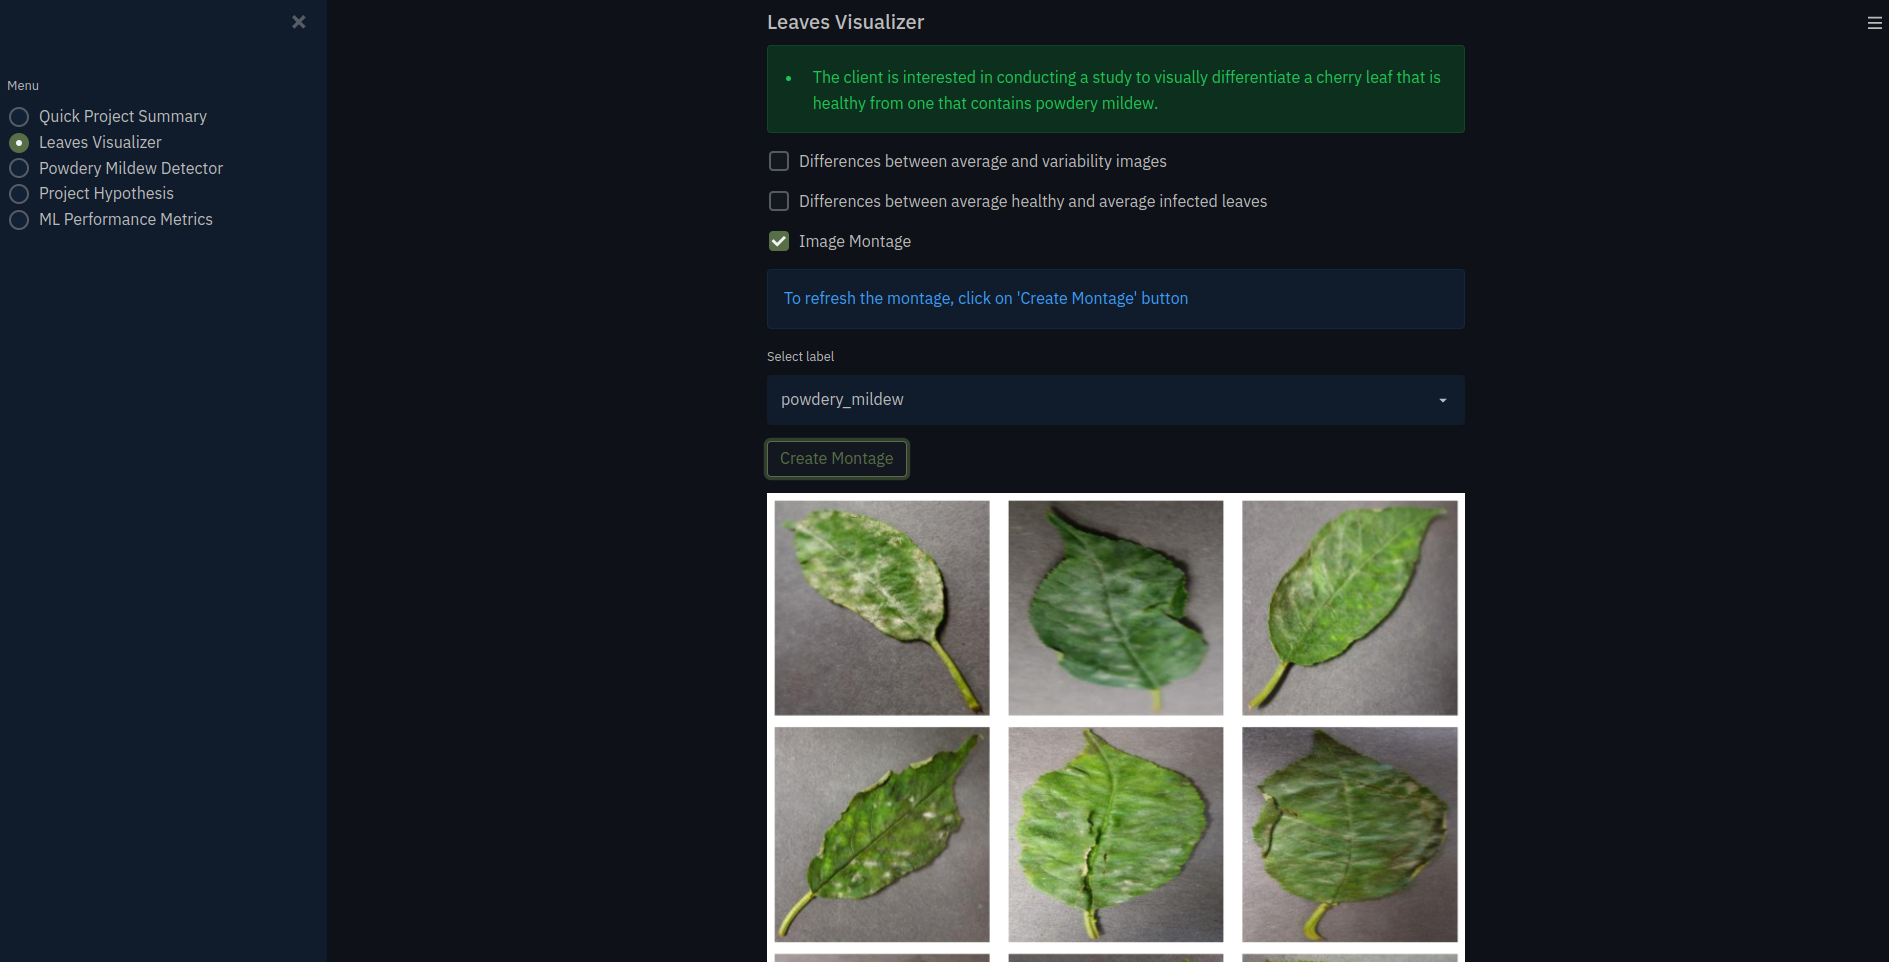 Menu
Quick Project Summary
Leaves Visualizer
Powdery Mildew Detector
Project Hypothesis
ML Performance Metrics
Leaves Visualizer
The client is interested in conducting a study to visually differentiate a cherry leaf that is
healthy from one that contains powdery mildew.
Differences between average and variability images
Differences between average healthy and average infected leaves
Image Montage
To refresh the montage, click on 'Create Montage' button
Select label
powdery_mildew
Create Montage